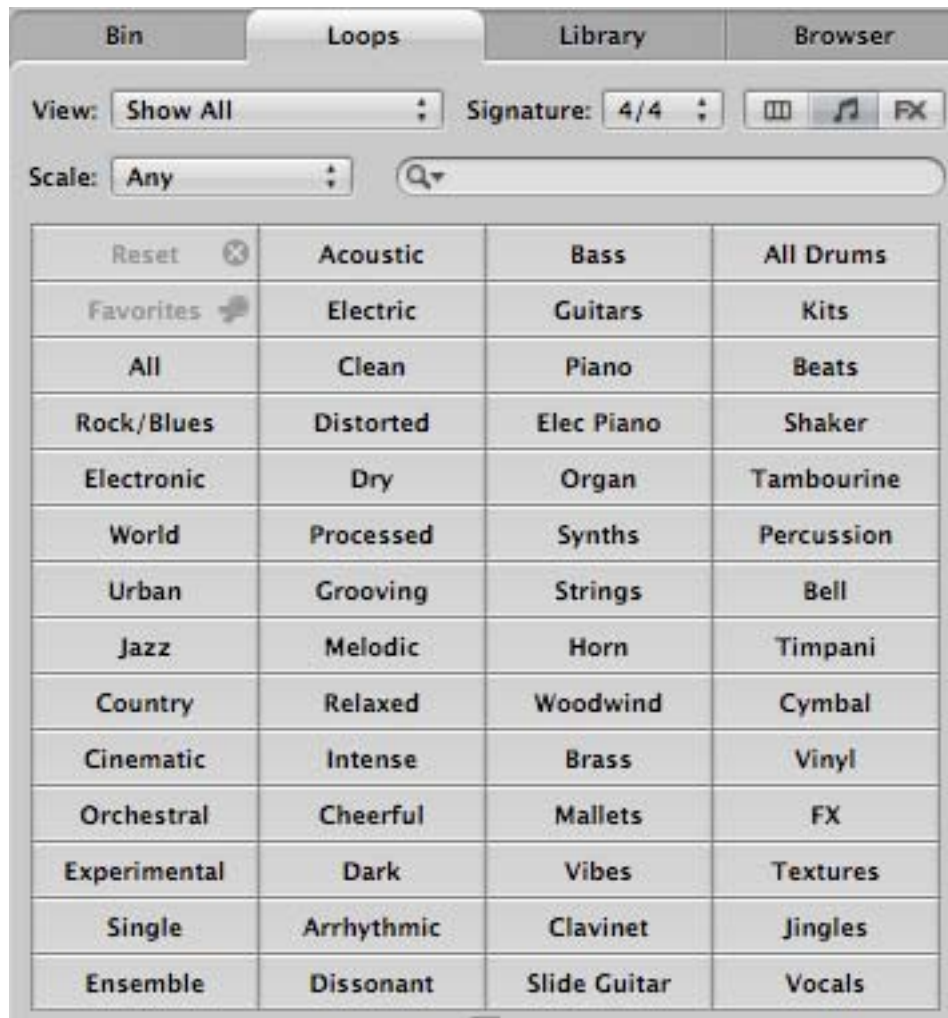 Bin Loops Library Browser
View: Show All Signature: 4/4 FX
Scale: Any
Reset Acoustic Bass All Drums
Favorites Electric Guitars Kits
All Clean Piano Beats
Rock/Blues Distorted Elec Piano Shaker
Electronic Dry Organ Tambourine
World Processed Synths Percussion
Urban Grooving Strings Bell
Jazz Melodic Horn Timpani
Country Relaxed Woodwind Cymbal
Cinematic Intense Brass Vinyl
Orchestral Cheerful Mallets FX
Experimental Dark Vibes Textures
Single Arrhythmic Clavinet Jingles
Ensemble Dissonant Slide Guitar Vocals